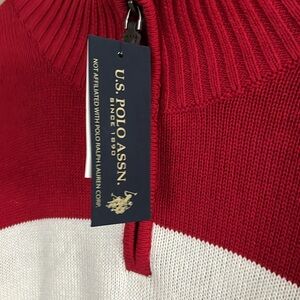 U.S. POLO ASSN.
SINCE 1890
NOT AFFILIATED WITH POLO RALPH LAUREN CORP.